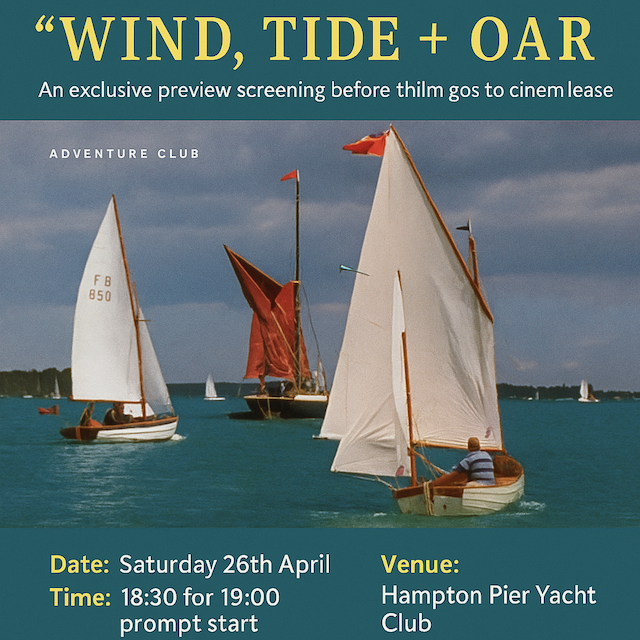 “WIND, TIDE + OAR
An exclusive preview screening before thilm gos to cinem lease
ADVENTURE CLUB
FB
850
Date: Saturday 26th April
Time: 18:30 for 19:00
prompt start
Venue:
Hampton Pier Yacht
Club